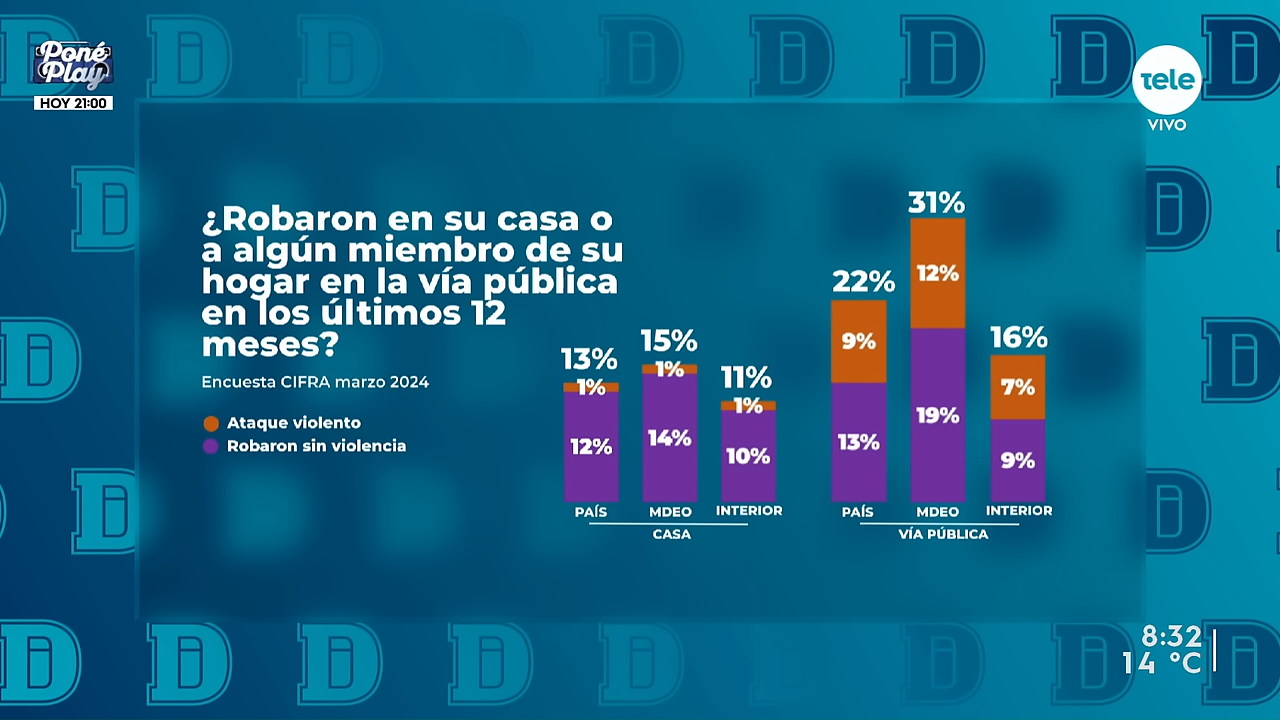 Poné
Play
HOY 21:00
tele
VIVO
¿Robaron en su casa o
a algún miembro de su
hogar en la vía pública
en los últimos 12
meses?
Encuesta CIFRA marzo 2024
Ataque violento
Robaron sin violencia
13%
1%
12%
PAÍS
15%
1%
14%
MDEO
11%
1%
10%
INTERIOR
CASA
22%
9%
13%
PAÍS
31%
12%
19%
MDEO
16%
7%
9%
INTERIOR
VÍA PÚBLICA
8:32
14 °C